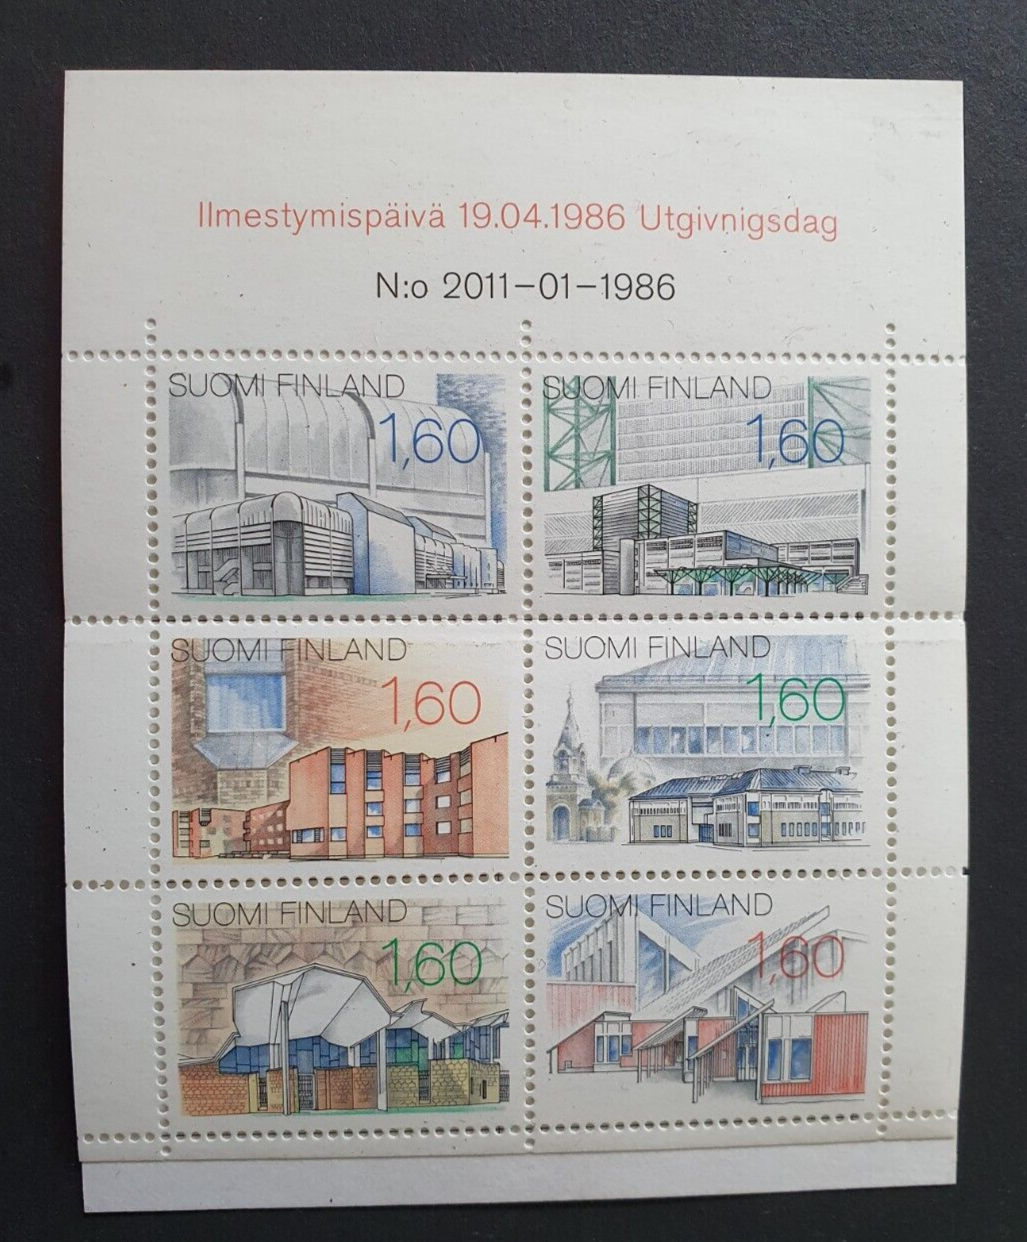 Ilmestymispäivä 19.04.1986 Utgivnigsdag
N:o 2011-01-1986
SUOMI FINLAND
1,60
SUOMI FINLAND
1,60
SUOMI FINLAND
1,60
SUOMI FINLAND
1,60
SUOMI FINLAND
1,60
SUOMI FINLAND
1,60